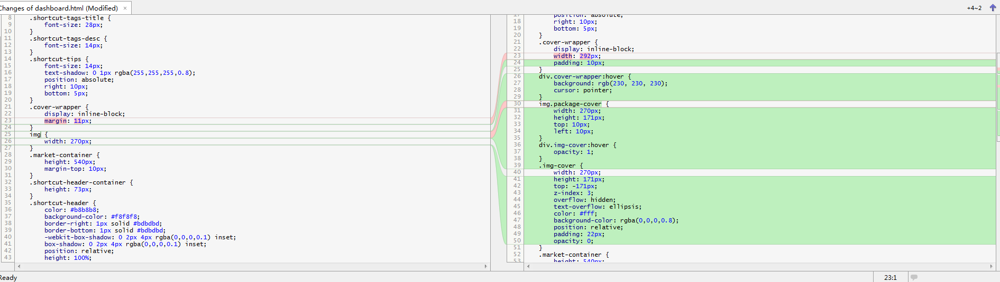 Changes of dashboard.html (Modified) ×
+4~2
8 .shortcut-tags-title {
9 font-size: 28px;
10 }
11 .shortcut-tags-desc {
12 font-size: 14px;
13 }
14 .shortcut-tips {
15 font-size: 14px;
16 text-shadow: 0 1px rgba(255,255,255,0.8);
17 position: absolute;
18 right: 10px;
19 bottom: 5px;
20 }
21 .cover-wrapper {
22 display: inline-block;
23 margin: 11px;
24 }
25 img {
26 width: 270px;
27 }
28 .market-container {
29 height: 540px;
30 margin-top: 10px;
31 }
32 .shortcut-header-container {
33 height: 73px;
34 }
35 .shortcut-header {
36 color: #b8b8b8;
37 background-color: #f8f8f8;
38 border-right: 1px solid #bdbdbd;
39 border-bottom: 1px solid #bdbdbd;
40 -webkit-box-shadow: 0 2px 4px rgba(0,0,0,0.1) inset;
41 box-shadow: 0 2px 4px rgba(0,0,0,0.1) inset;
42 position: relative;
43 height: 100%;
17 position: absolute;
18 right: 10px;
19 bottom: 5px;
20 }
21 .cover-wrapper {
22 display: inline-block;
23 width: 292px;
24 padding: 10px;
25 }
26 div.cover-wrapper:hover {
27 background: rgb(230, 230, 230);
28 cursor: pointer;
29 }
30 img.package-cover {
31 width: 270px;
32 height: 171px;
33 top: 10px;
34 left: 10px;
35 }
36 div.img-cover:hover {
37 opacity: 1;
38 }
39 .img-cover {
40 width: 270px;
41 height: 171px;
42 top: -171px;
43 z-index: 3;
44 overflow: hidden;
45 text-overflow: ellipsis;
46 color: #fff;
47 background-color: rgba(0,0,0,0.8);
48 position: relative;
49 padding: 22px;
50 opacity: 0;
51 }
52 .market-container {
53 height: 540px;
Ready
23:1